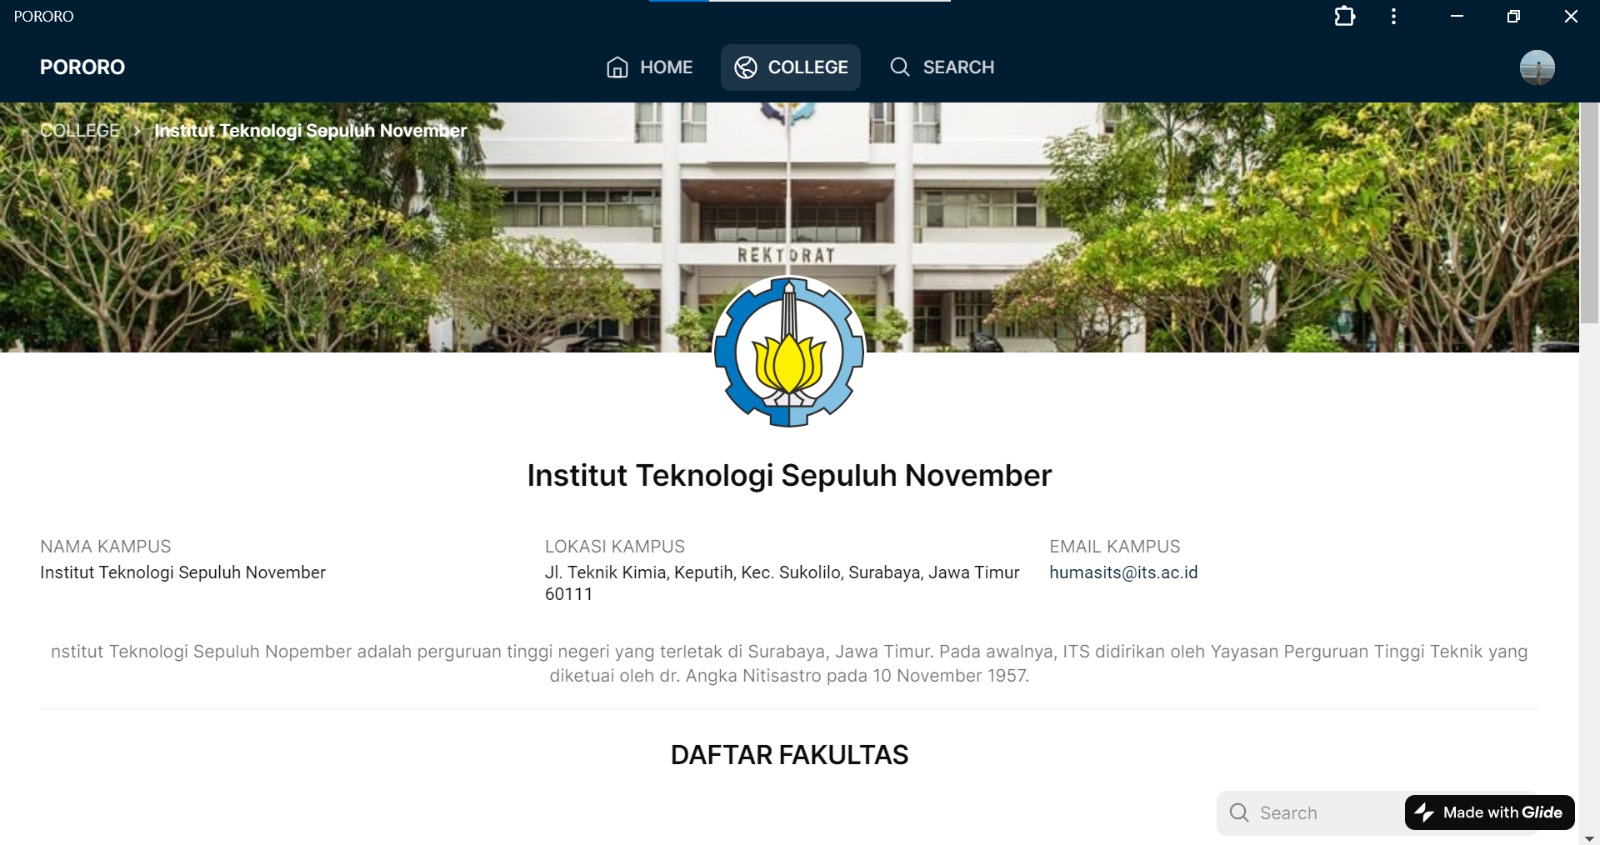 PORORO
PORORO
HOME
COLLEGE
SEARCH
COLLEGE > Institut Teknologi Sepuluh November
REKTORAT
Institut Teknologi Sepuluh November
NAMA KAMPUS
Institut Teknologi Sepuluh November
LOKASI KAMPUS
Jl. Teknik Kimia, Keputih, Kec. Sukolilo, Surabaya, Jawa Timur
60111
EMAIL KAMPUS
humasits@its.ac.id
nstitut Teknologi Sepuluh Nopember adalah perguruan tinggi negeri yang terletak di Surabaya, Jawa Timur. Pada awalnya, ITS didirikan oleh Yayasan Perguruan Tinggi Teknik yang
diketuai oleh dr. Angka Nitisastro pada 10 November 1957.
DAFTAR FAKULTAS
Search
Made with Glide